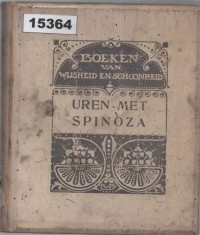 15364
BOEKEN
VAN
WIJSHEID EN SCHOONHEID
UREN MET
SPINOZA